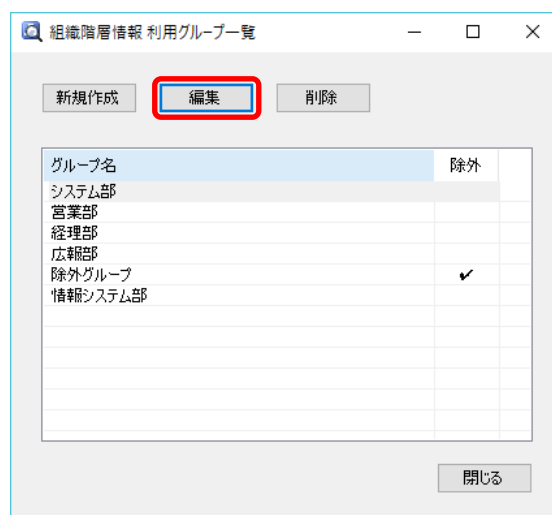 組織階層情報 利用グループ一覧
新規作成 編集 削除
グループ名 除外
システム部
営業部
経理部
広報部
除外グループ ✔
情報システム部
閉じる